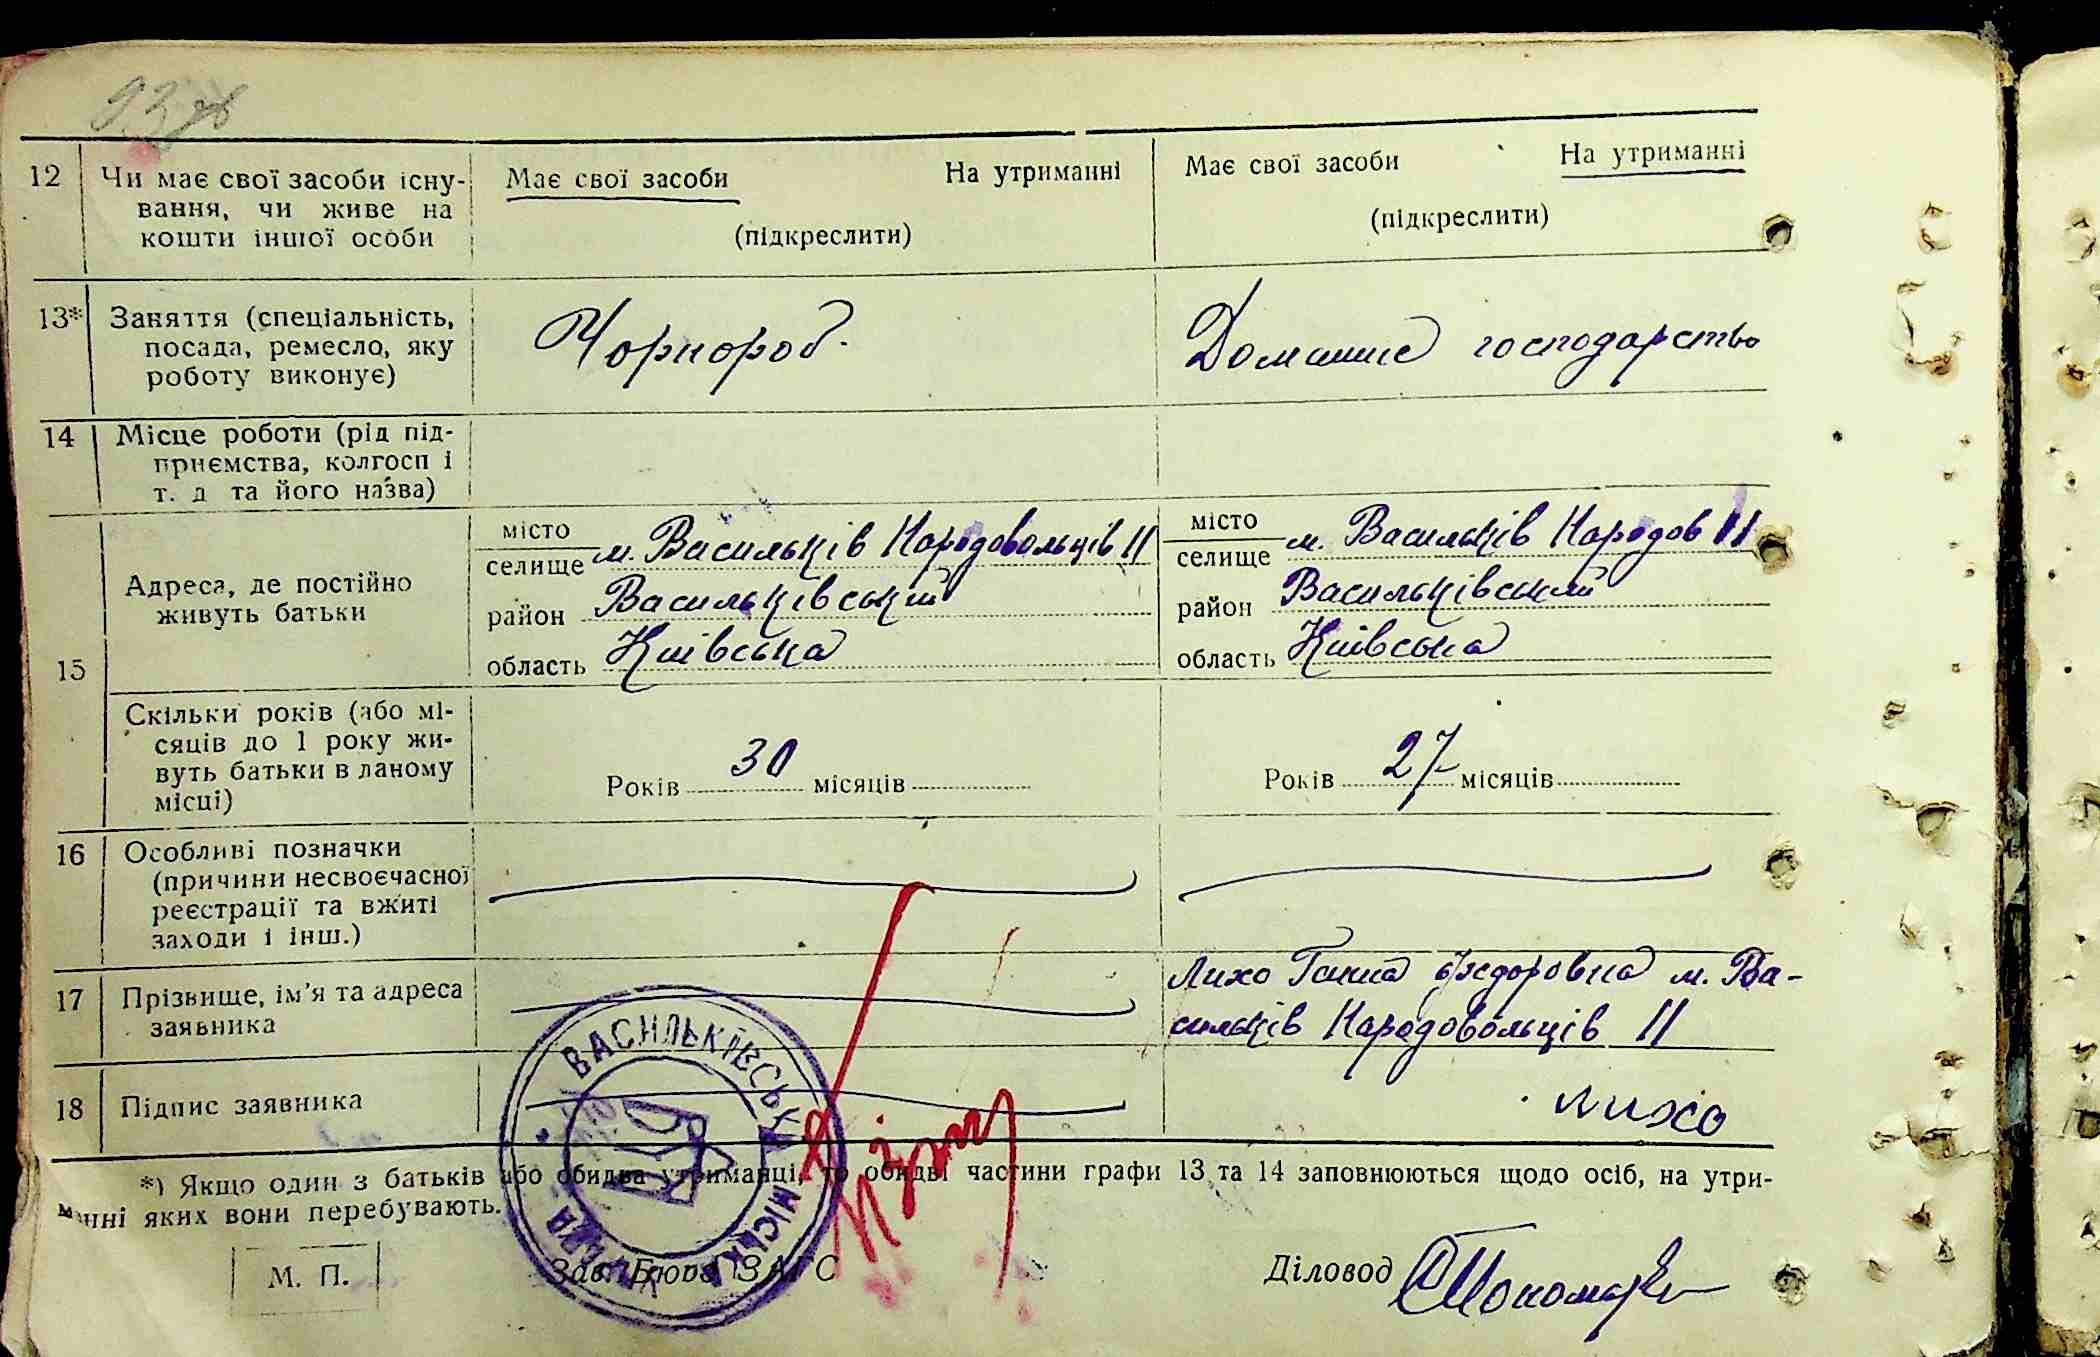 93 зв
12 Чи має свої засоби існу-
вання, чи живе на
кошти іншої особи
Має свої засоби На утриманні
(підкреслити)
Має свої засоби На утриманні
(підкреслити)
13* Заняття (спеціальність,
посада, ремесло, яку
роботу виконує)
Чорнороб.
Домашнє господарство
14 Місце роботи (рід під-
приємства, колгосп і
т. д та його назва)
15
Адреса, де постійно
живуть батьки
місто
селище м. Васильків Народовольців 11
район Васильківський
область Київська
місто
селище м. Васильків Народов 11
район Васильківський
область Київська
Скільки років (або мі-
сяців до 1 року жи-
вуть батьки в даному
місці)
Років 30 місяців
Років 27 місяців
16 Особливі позначки
(причини несвоєчасної
реєстрації та вжиті
заходи і інш.)
17 Прізвище, ім'я та адреса
заявника
Лихо Ганна Федоровна м. Ва-
сильків Народовольців 11
18 Підпис заявника
Лихо
*) Якщо один з батьків або обидва утриманці, то обидві частини графи 13 та 14 заповнюються щодо осіб, на утри-
манні яких вони перебувають.
ВАСИЛЬКІВСЬКА МІСЬКА УПРАВА
М. П.
Зав. Бюро ЗАГС
Діловод